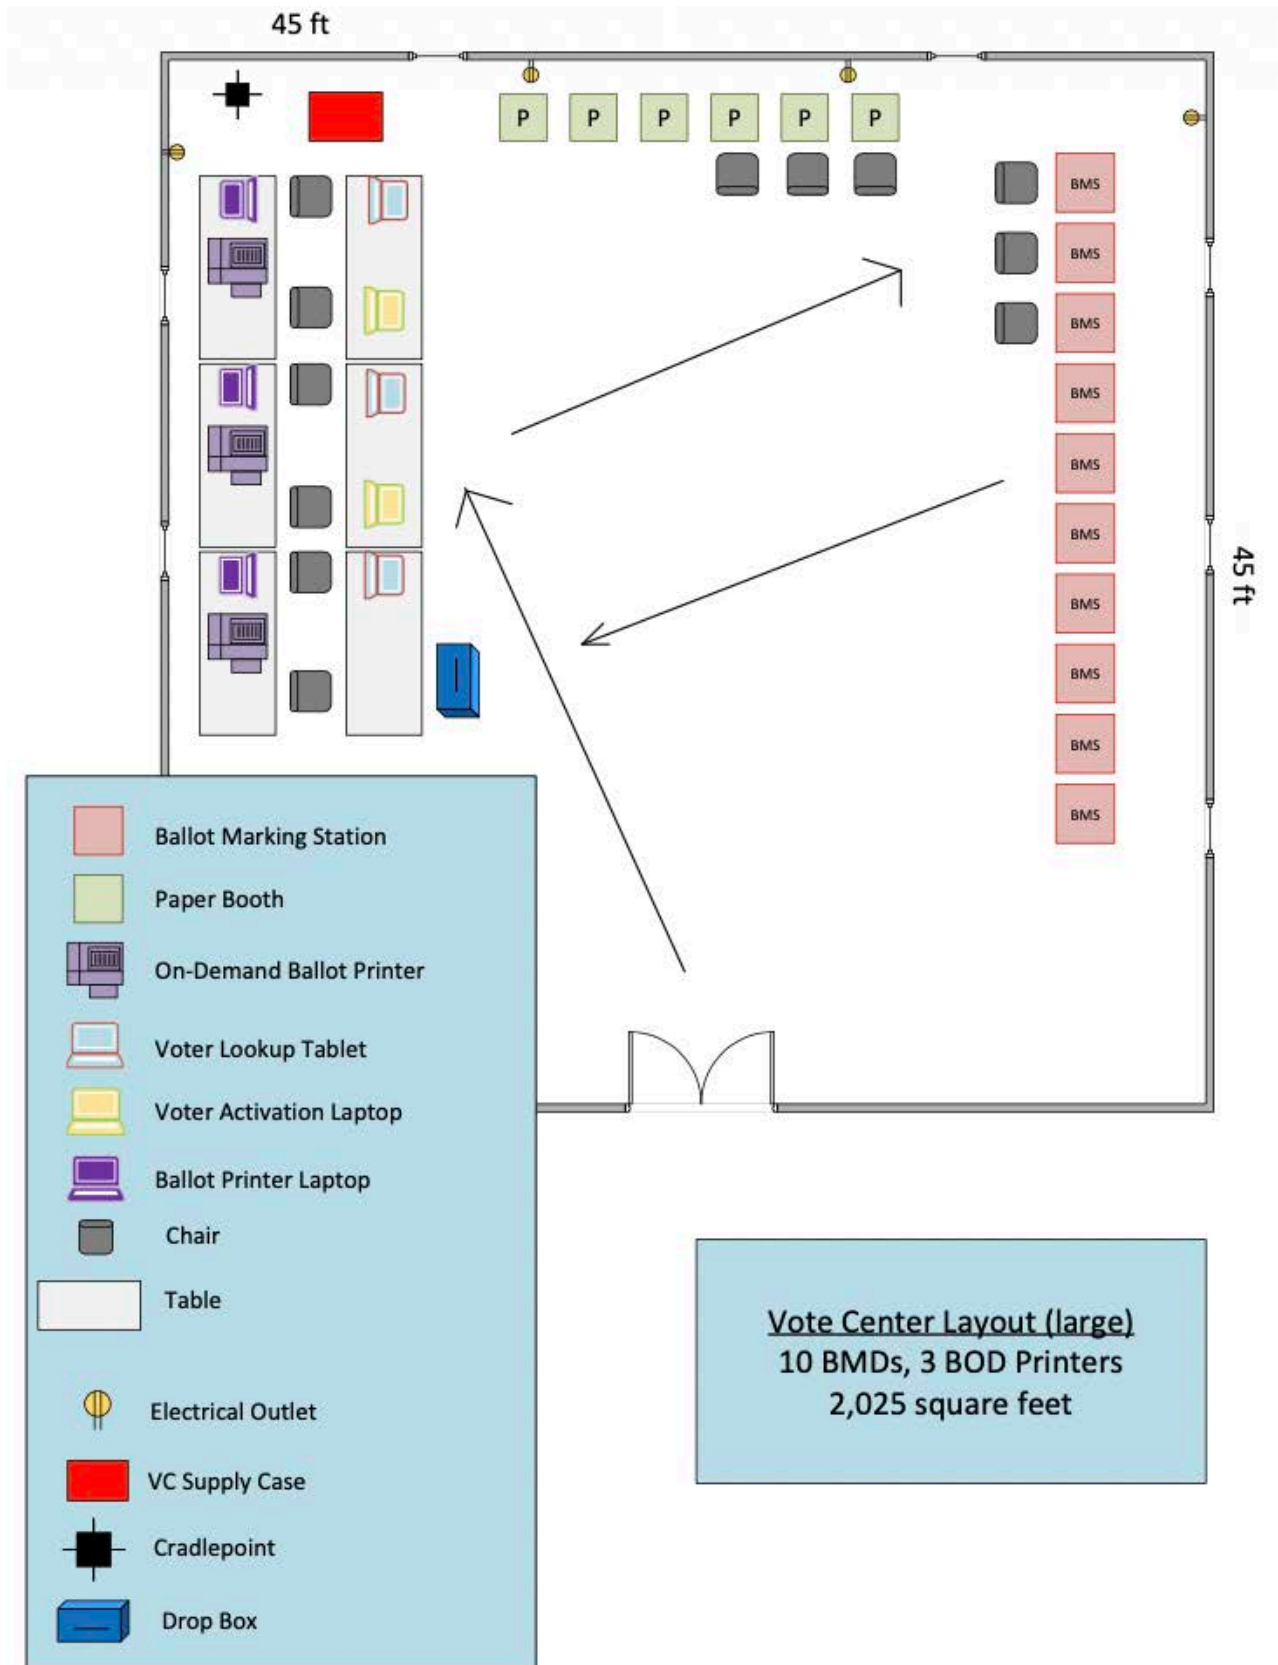 45 ft
P P P P P P
BMS
BMS
BMS
BMS
BMS
BMS
BMS
BMS
BMS
BMS
45 ft
Ballot Marking Station
Paper Booth
On-Demand Ballot Printer
Voter Lookup Tablet
Voter Activation Laptop
Ballot Printer Laptop
Chair
Table
Electrical Outlet
VC Supply Case
Cradlepoint
Drop Box
Vote Center Layout (large)
10 BMDs, 3 BOD Printers
2,025 square feet